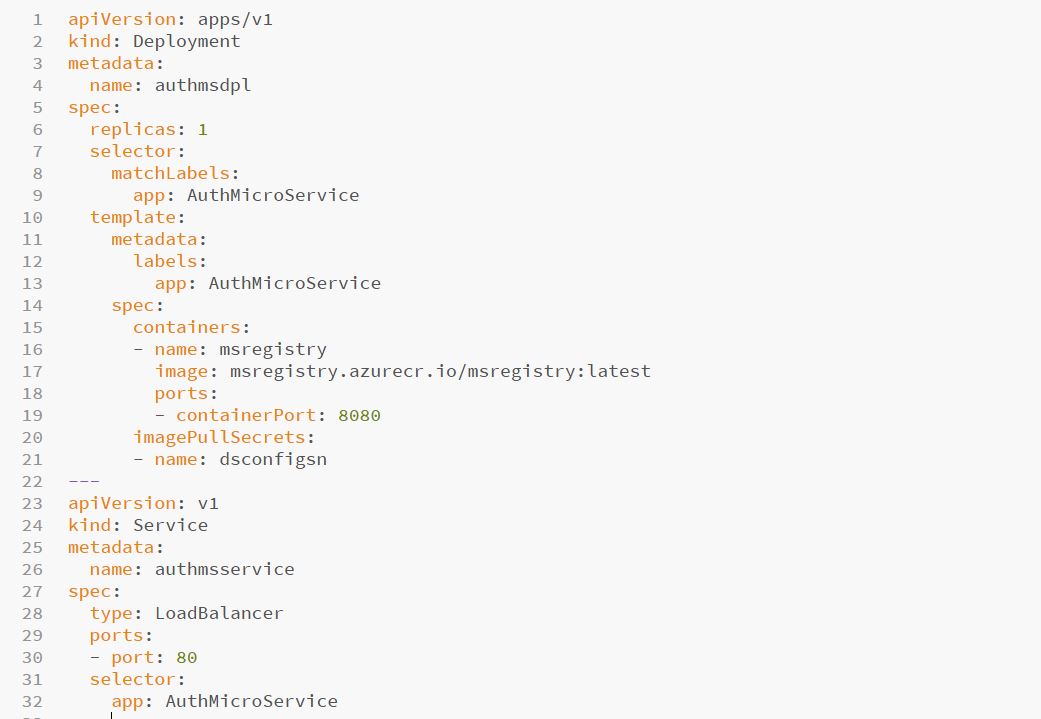 1 apiVersion: apps/v1
2 kind: Deployment
3 metadata:
4   name: authmsdpl
5 spec:
6   replicas: 1
7   selector:
8     matchLabels:
9       app: AuthMicroService
10   template:
11     metadata:
12       labels:
13         app: AuthMicroService
14     spec:
15       containers:
16       - name: msregistry
17         image: msregistry.azurecr.io/msregistry:latest
18         ports:
19         - containerPort: 8080
20       imagePullSecrets:
21       - name: dsconfigsn
22 ---
23 apiVersion: v1
24 kind: Service
25 metadata:
26   name: authmsservice
27 spec:
28   type: LoadBalancer
29   ports:
30   - port: 80
31   selector:
32     app: AuthMicroService